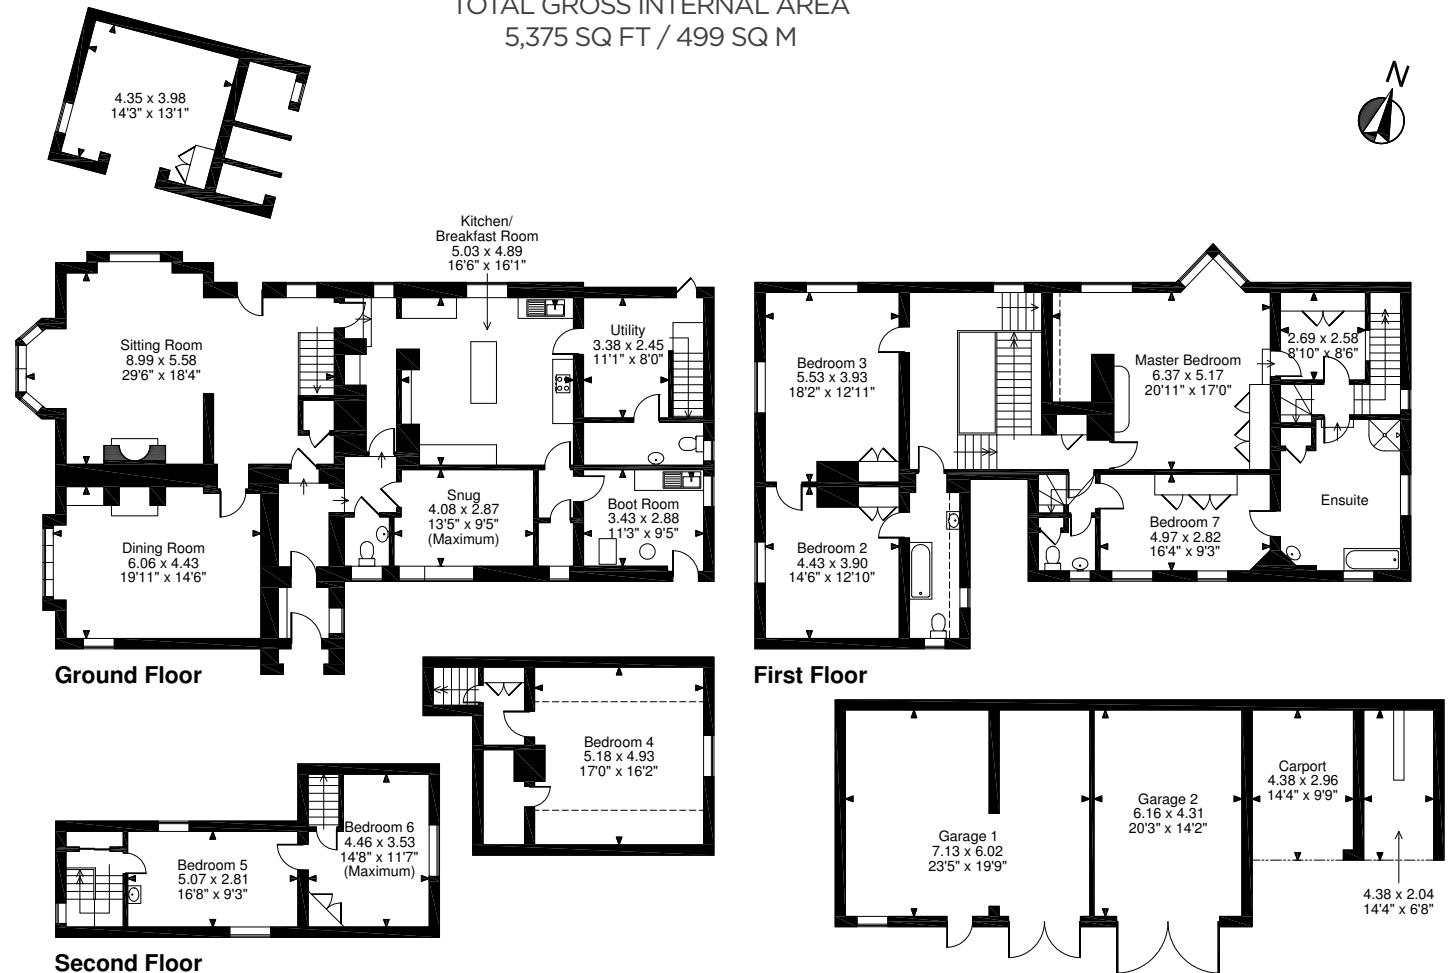 TOTAL GROSS INTERNAL AREA
5,375 SQ FT / 499 SQ M
N
4.35 x 3.98
14'3" x 13'1"
Kitchen/
Breakfast Room
5.03 x 4.89
16'6" x 16'1"
Sitting Room
8.99 x 5.58
29'6" x 18'4"
Utility
3.38 x 2.45
11'1" x 8'0"
Snug
4.08 x 2.87
13'5" x 9'5"
(Maximum)
Boot Room
3.43 x 2.88
11'3" x 9'5"
Dining Room
6.06 x 4.43
19'11" x 14'6"
Ground Floor
Bedroom 3
5.53 x 3.93
18'2" x 12'11"
Master Bedroom
6.37 x 5.17
20'11" x 17'0"
2.69 x 2.58
8'10" x 8'6"
Ensuite
Bedroom 7
4.97 x 2.82
16'4" x 9'3"
Bedroom 2
4.43 x 3.90
14'6" x 12'10"
First Floor
Bedroom 4
5.18 x 4.93
17'0" x 16'2"
Bedroom 6
4.46 x 3.53
14'8" x 11'7"
(Maximum)
Bedroom 5
5.07 x 2.81
16'8" x 9'3"
Second Floor
Garage 1
7.13 x 6.02
23'5" x 19'9"
Garage 2
6.16 x 4.31
20'3" x 14'2"
Carport
4.38 x 2.96
14'4" x 9'9"
4.38 x 2.04
14'4" x 6'8"